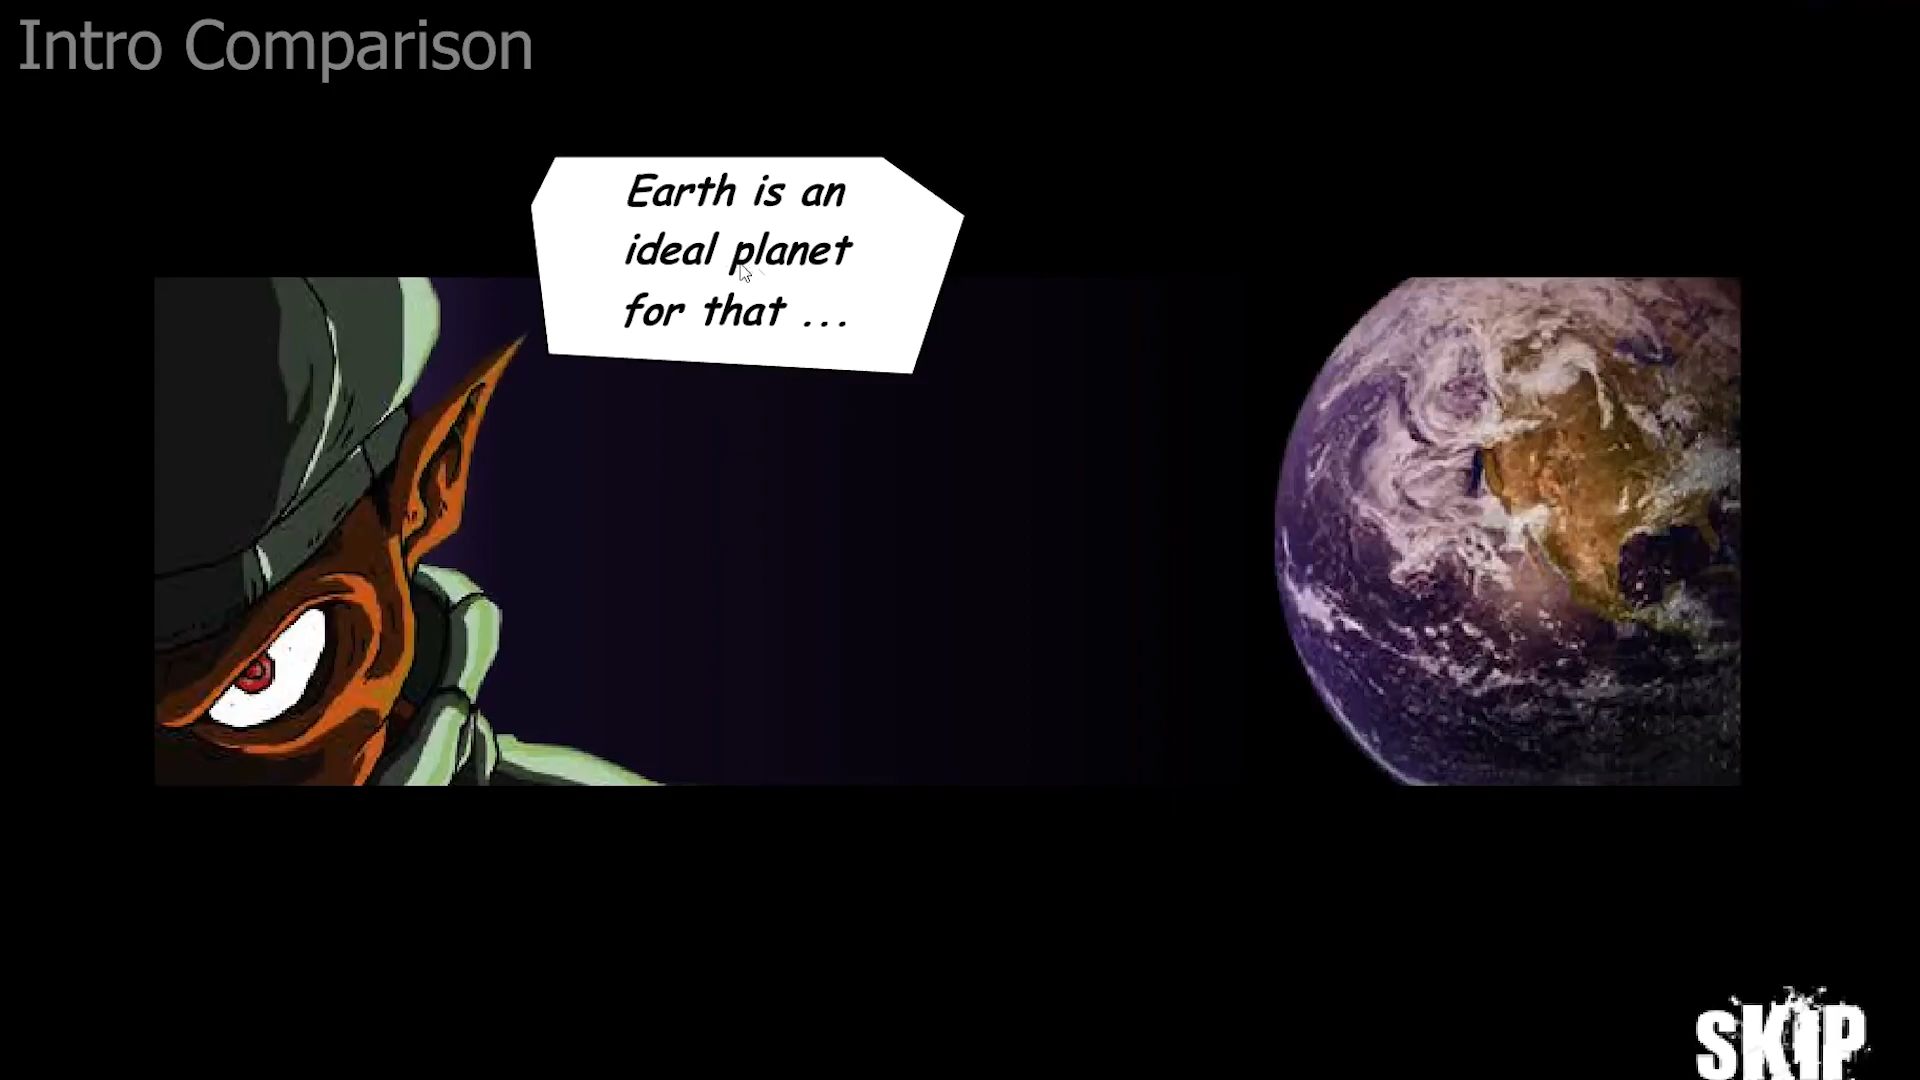 Intro Comparison
Earth is an
ideal planet
for that ...
SKIP